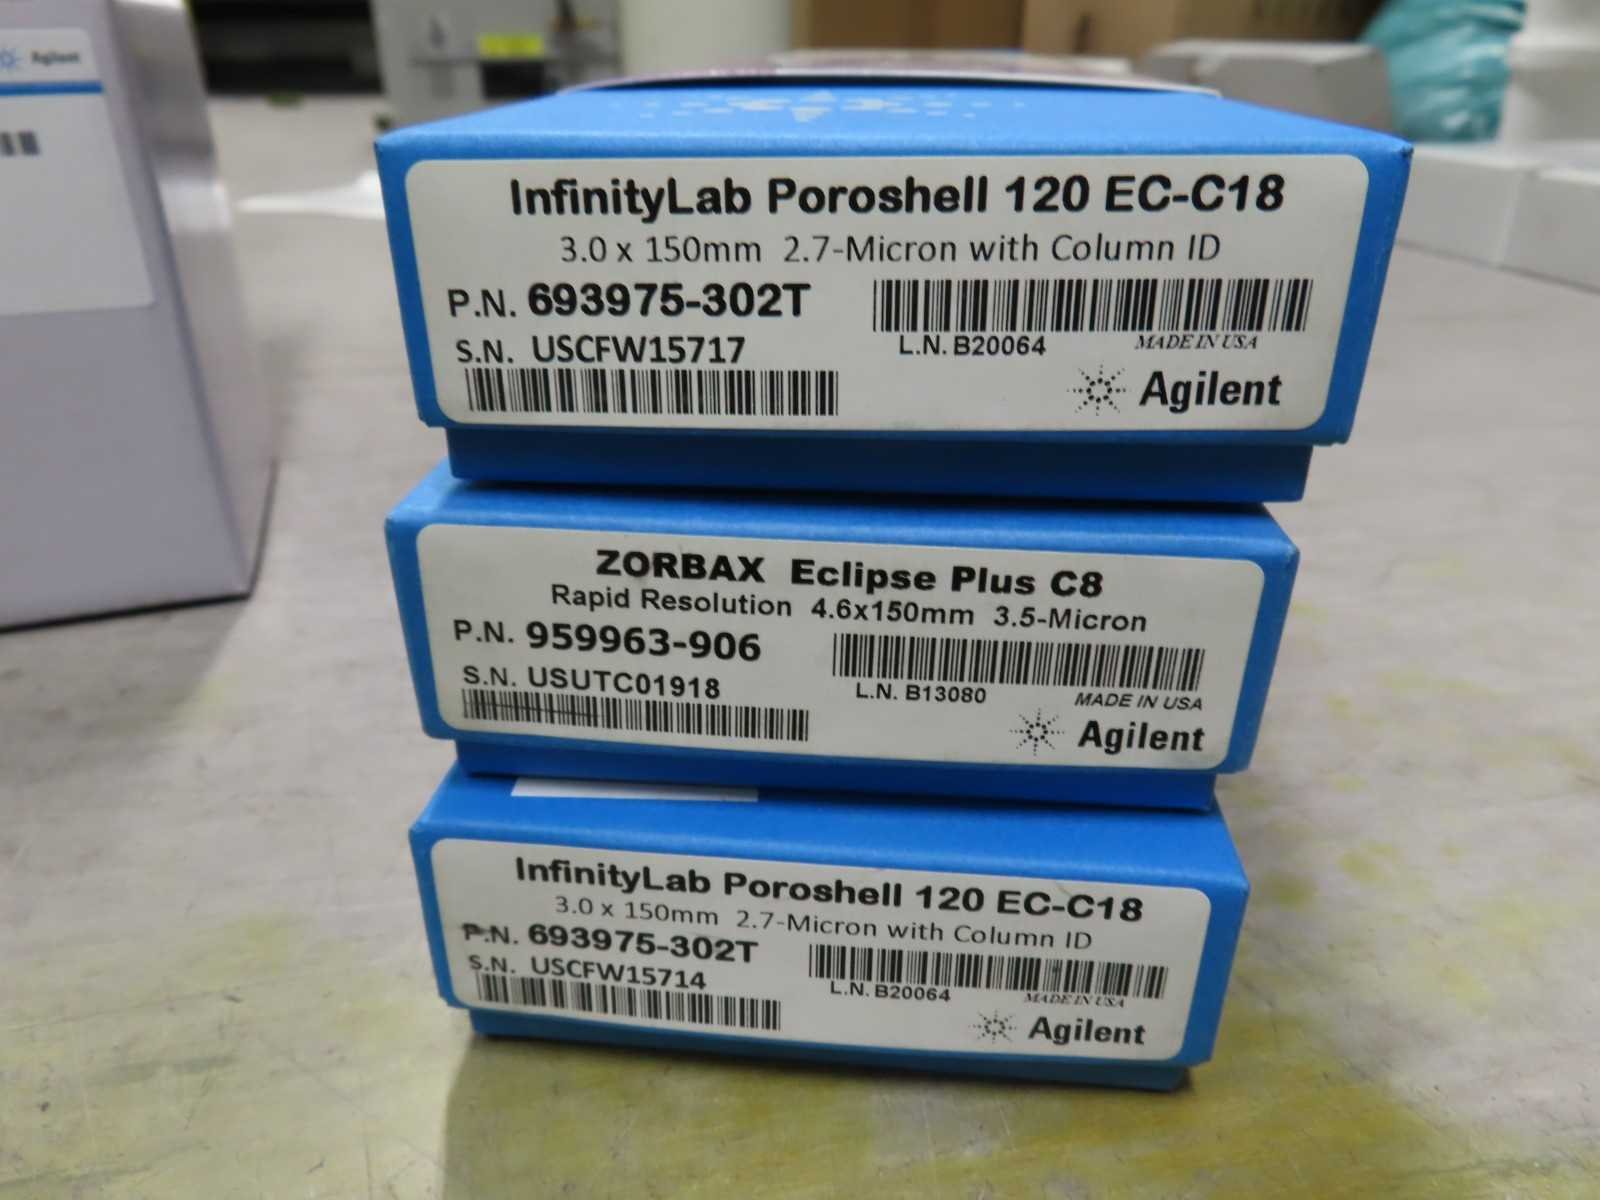 Agilent
InfinityLab Poroshell 120 EC-C18
3.0 x 150mm 2.7-Micron with Column ID
P.N. 693975-302T
S.N. USCFW15717
L.N. B20064
MADE IN USA
Agilent
ZORBAX Eclipse Plus C8
Rapid Resolution 4.6x150mm 3.5-Micron
P.N. 959963-906
S.N. USUTC01918
L.N. B13080
MADE IN USA
Agilent
InfinityLab Poroshell 120 EC-C18
3.0 x 150mm 2.7-Micron with Column ID
P.N. 693975-302T
S.N. USCFW15714
L.N. B20064
MADE IN USA
Agilent